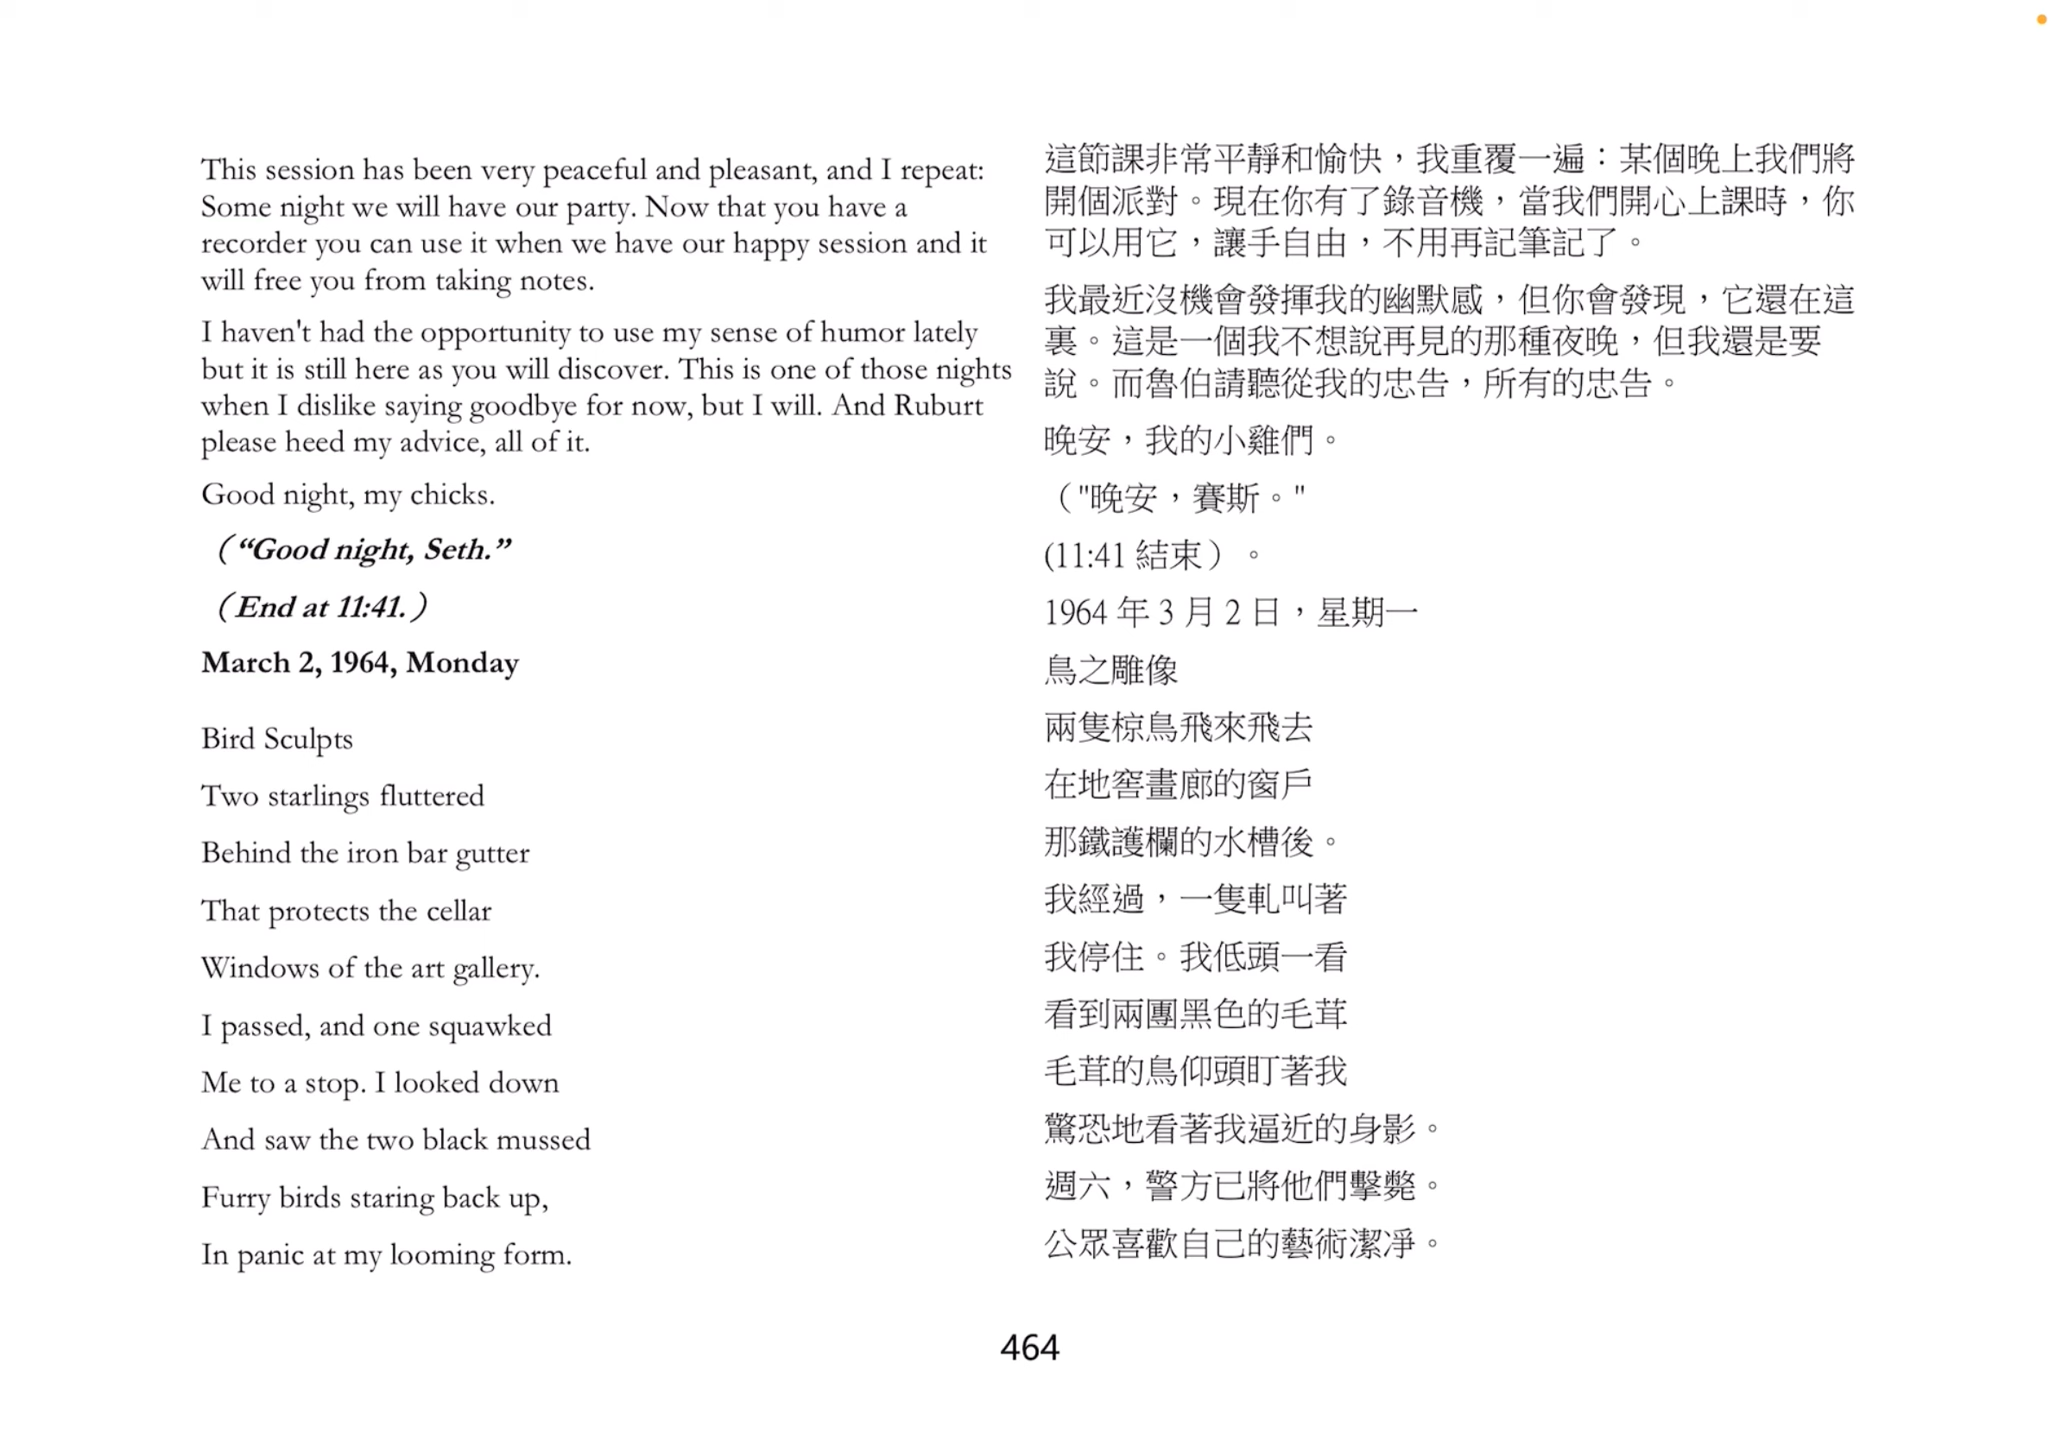 This session has been very peaceful and pleasant, and I repeat:
Some night we will have our party. Now that you have a
recorder you can use it when we have our happy session and it
will free you from taking notes.
I haven't had the opportunity to use my sense of humor lately
but it is still here as you will discover. This is one of those nights
when I dislike saying goodbye for now, but I will. And Ruburt
please heed my advice, all of it.
Good night, my chicks.
（“Good night, Seth.”
（End at 11:41.）
March 2, 1964, Monday
Bird Sculpts
Two starlings fluttered
Behind the iron bar gutter
That protects the cellar
Windows of the art gallery.
I passed, and one squawked
Me to a stop. I looked down
And saw the two black mussed
Furry birds staring back up,
In panic at my looming form.
這節課非常平靜和愉快，我重覆一遍：某個晚上我們將
開個派對。現在你有了錄音機，當我們開心上課時，你
可以用它，讓手自由，不用再記筆記了。
我最近沒機會發揮我的幽默感，但你會發現，它還在這
裏。這是一個我不想說再見的那種夜晚，但我還是要
說。而魯伯請聽從我的忠告，所有的忠告。
晚安，我的小雞們。
（"晚安，賽斯。"
(11:41 結束）。
1964 年 3 月 2 日，星期一
鳥之雕像
兩隻椋鳥飛來飛去
在地窖畫廊的窗戶
那鐵護欄的水槽後。
我經過，一隻軋叫著
我停住。我低頭一看
看到兩團黑色的毛茸
毛茸的鳥仰頭盯著我
驚恐地看著我逼近的身影。
週六，警方已將他們擊斃。
公眾喜歡自己的藝術潔凈。
464